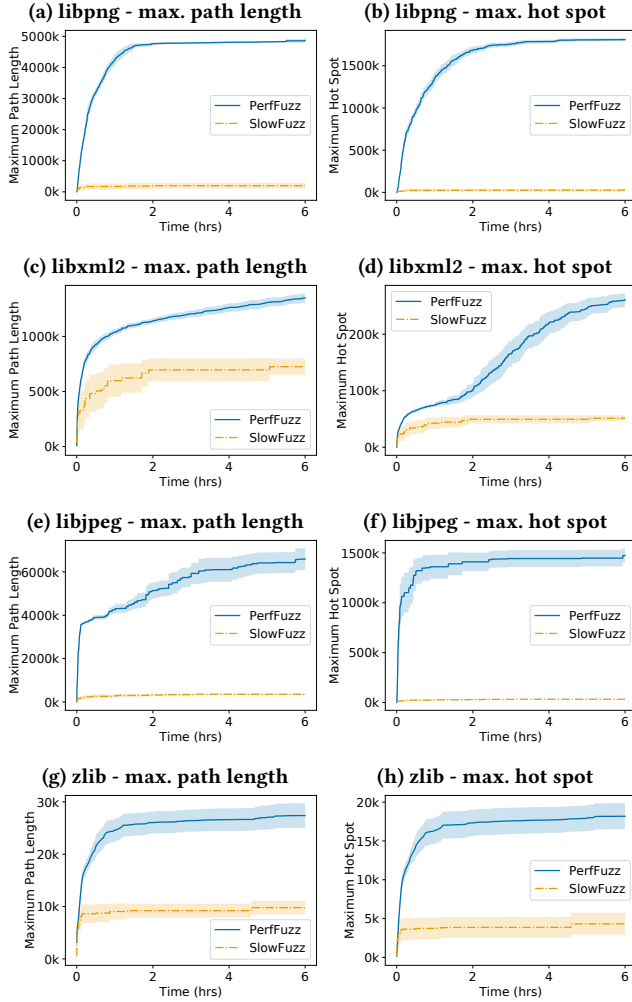 (a) libpng - max. path length
5000k
4000k
3000k
2000k
1000k
0k
Maximum Path Length
PerfFuzz
SlowFuzz
0 2 4 6
Time (hrs)
(b) libpng - max. hot spot
1500k
1000k
500k
0k
Maximum Hot Spot
PerfFuzz
SlowFuzz
0 2 4 6
Time (hrs)
(c) libxml2 - max. path length
1000k
500k
0k
Maximum Path Length
PerfFuzz
SlowFuzz
0 2 4 6
Time (hrs)
(d) libxml2 - max. hot spot
200k
100k
0k
Maximum Hot Spot
PerfFuzz
SlowFuzz
0 2 4 6
Time (hrs)
(e) libjpeg - max. path length
6000k
4000k
2000k
0k
Maximum Path Length
PerfFuzz
SlowFuzz
0 2 4 6
Time (hrs)
(f) libjpeg - max. hot spot
1500k
1000k
500k
0k
Maximum Hot Spot
PerfFuzz
SlowFuzz
0 2 4 6
Time (hrs)
(g) zlib - max. path length
30k
20k
10k
0k
Maximum Path Length
PerfFuzz
SlowFuzz
0 2 4 6
Time (hrs)
(h) zlib - max. hot spot
20k
15k
10k
5k
0k
Maximum Hot Spot
PerfFuzz
SlowFuzz
0 2 4 6
Time (hrs)